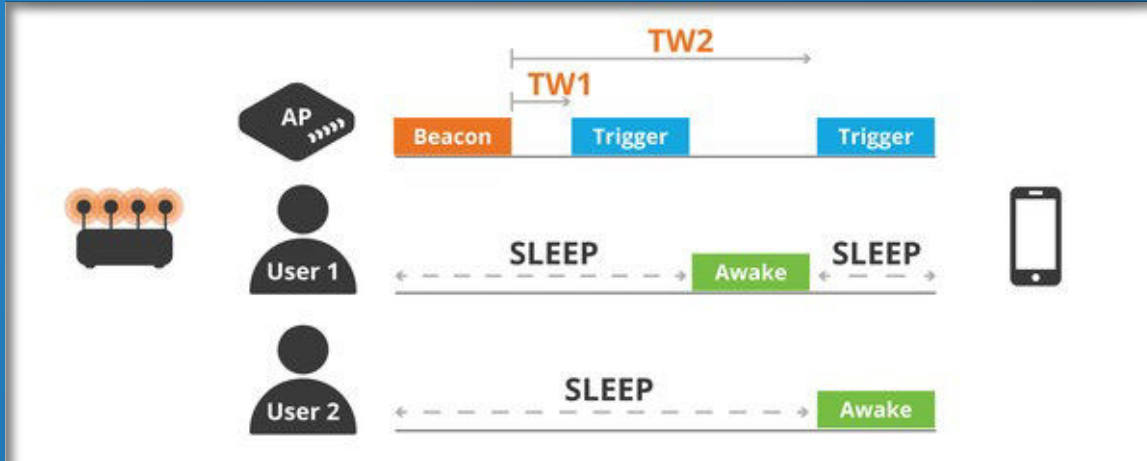 TW2
TW1
AP
Beacon
Trigger
Trigger
User 1
SLEEP
Awake
SLEEP
User 2
SLEEP
Awake